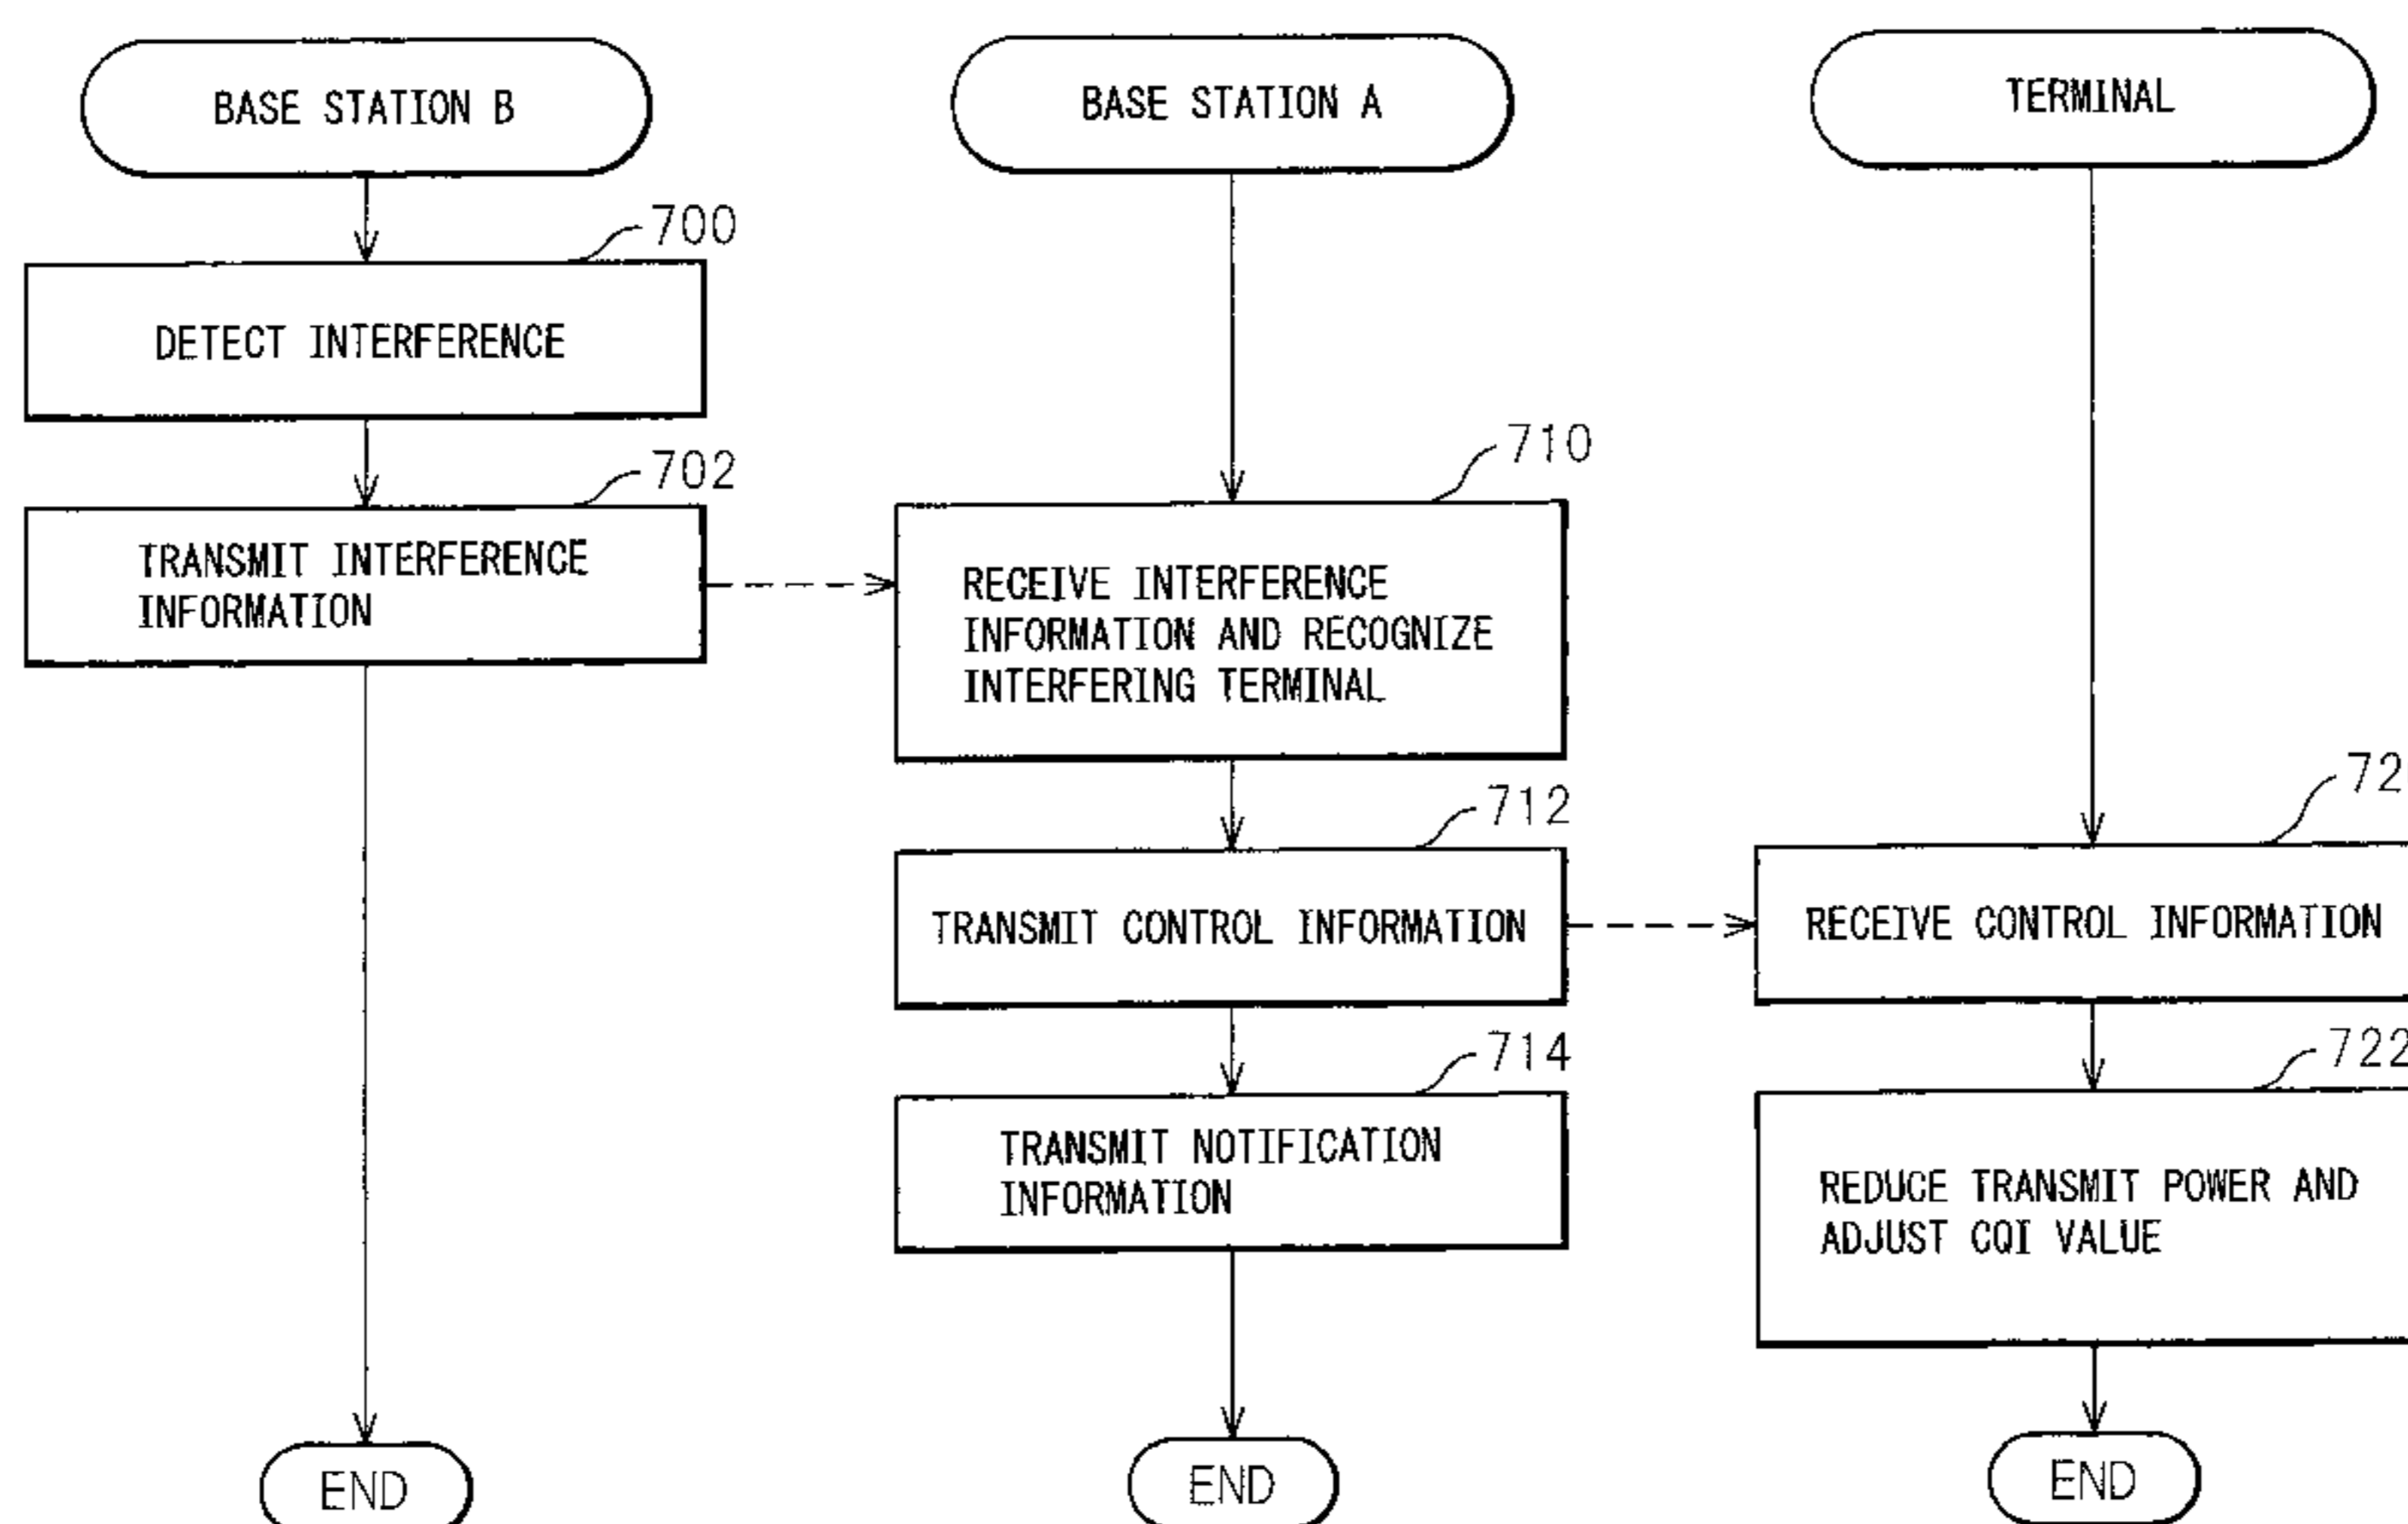 BASE STATION B
BASE STATION A
TERMINAL
700
DETECT INTERFERENCE
702
TRANSMIT INTERFERENCE
INFORMATION
710
RECEIVE INTERFERENCE
INFORMATION AND RECOGNIZE
INTERFERING TERMINAL
712
TRANSMIT CONTROL INFORMATION
72
RECEIVE CONTROL INFORMATION
714
TRANSMIT NOTIFICATION
INFORMATION
722
REDUCE TRANSMIT POWER AND
ADJUST CQI VALUE
END
END
END